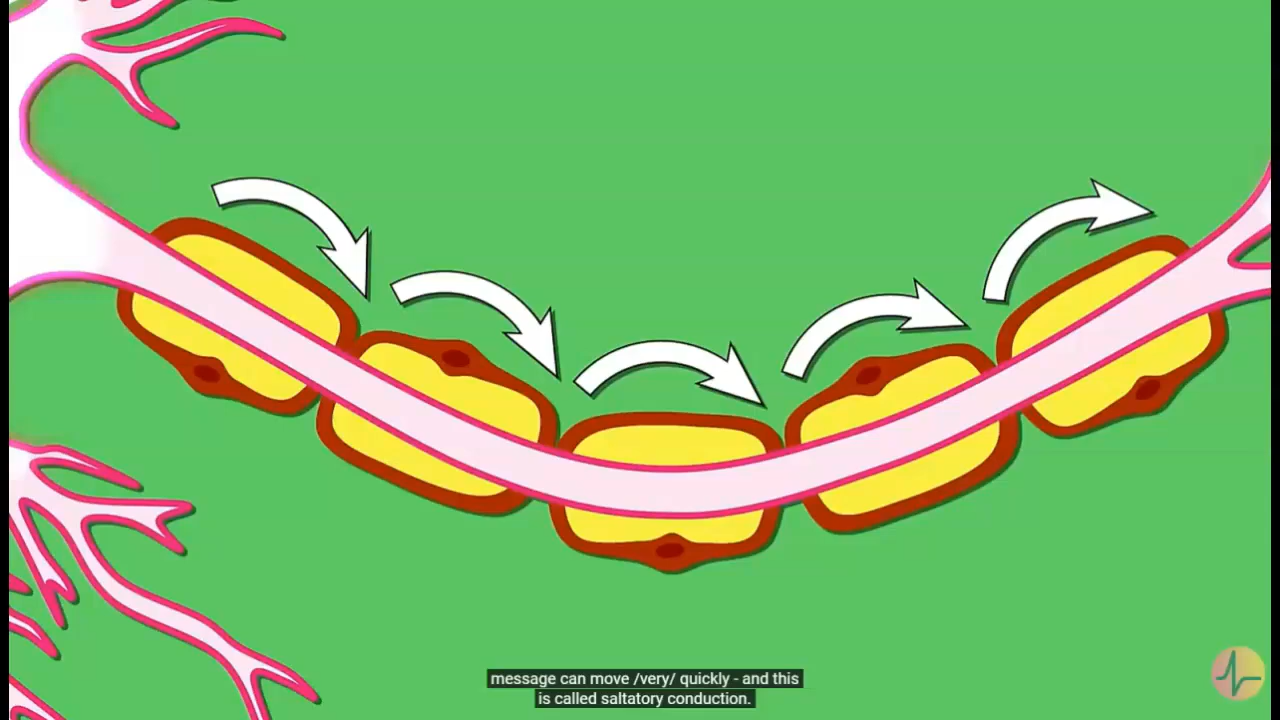 message can move /very/ quickly - and this
is called saltatory conduction.